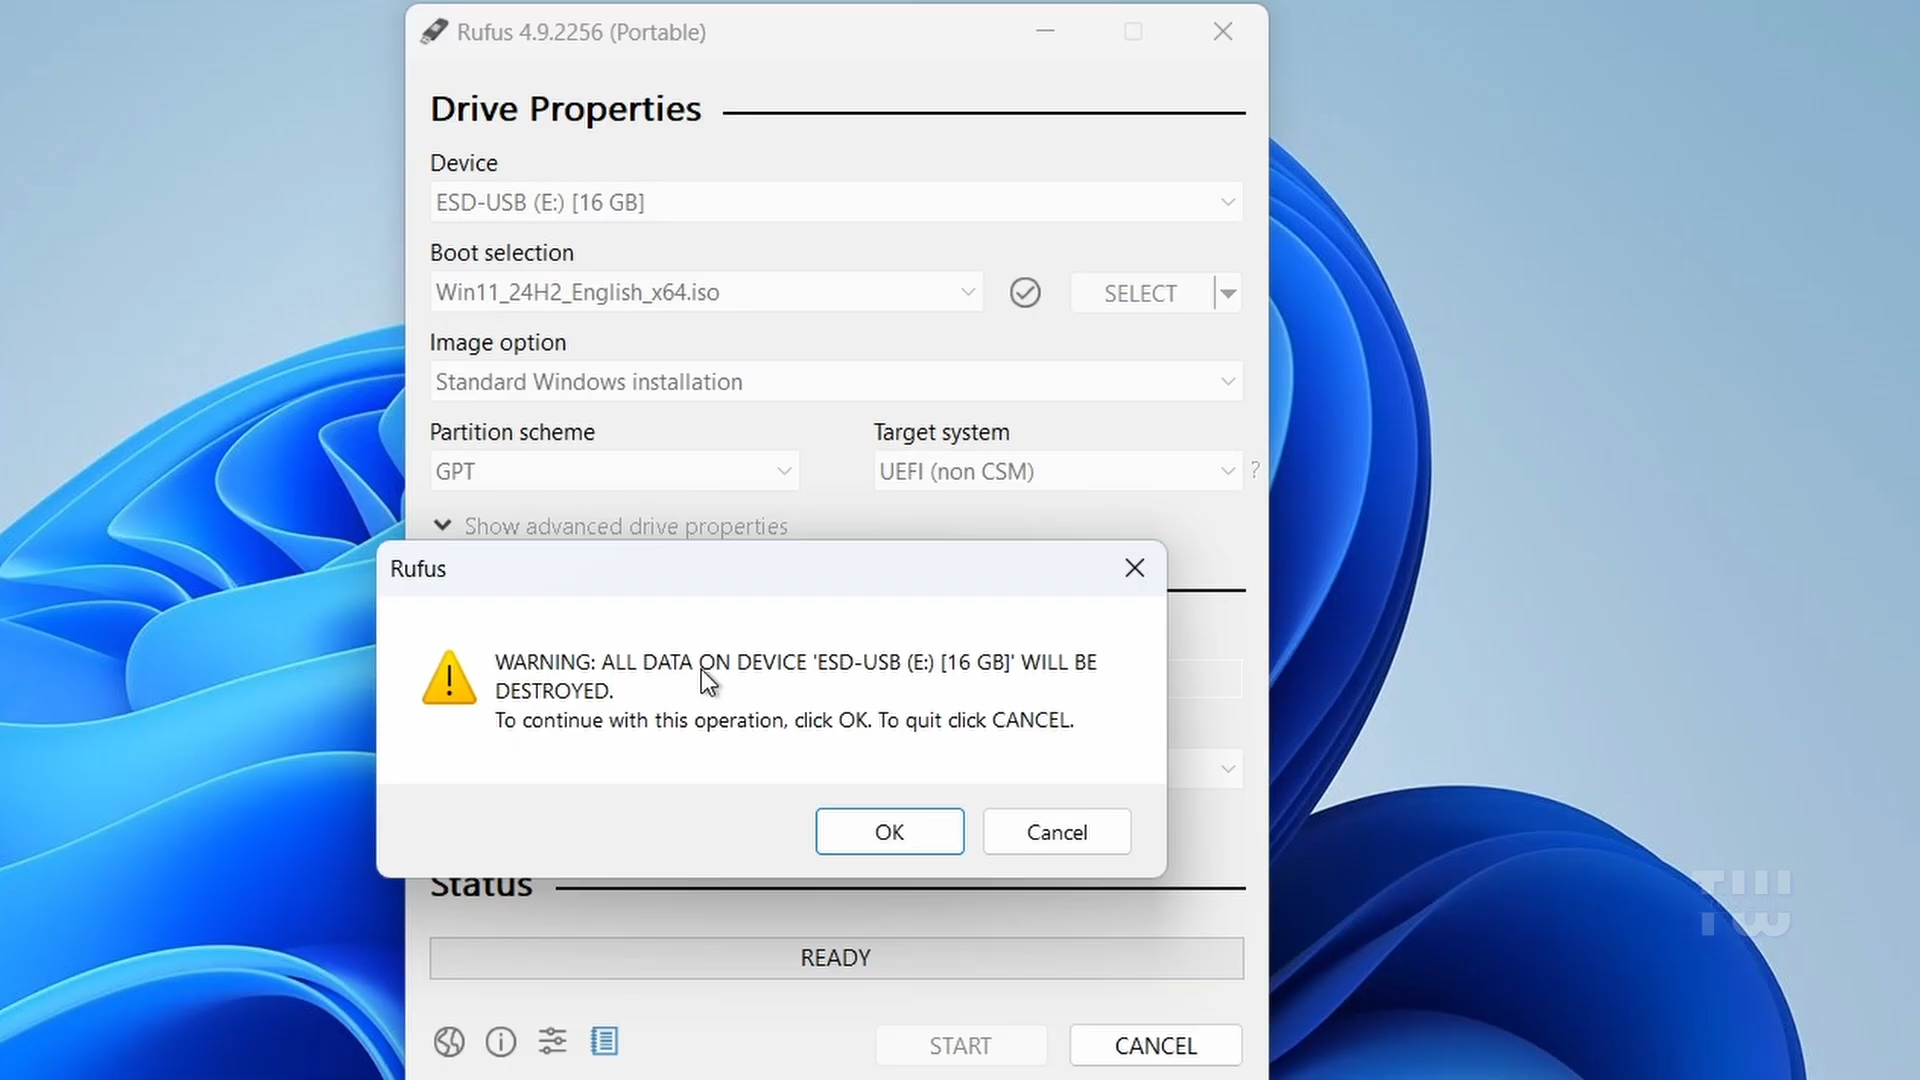 Rufus 4.9.2256 (Portable)
Drive Properties
Device
ESD-USB (E:) [16 GB]
Boot selection
Win11_24H2_English_x64.iso
SELECT
Image option
Standard Windows installation
Partition scheme
Target system
GPT
UEFI (non CSM)
?
Show advanced drive properties
Rufus
WARNING: ALL DATA ON DEVICE 'ESD-USB (E:) [16 GB]' WILL BE
DESTROYED.
To continue with this operation, click OK. To quit click CANCEL.
OK
Cancel
Status
READY
START
CANCEL
TW